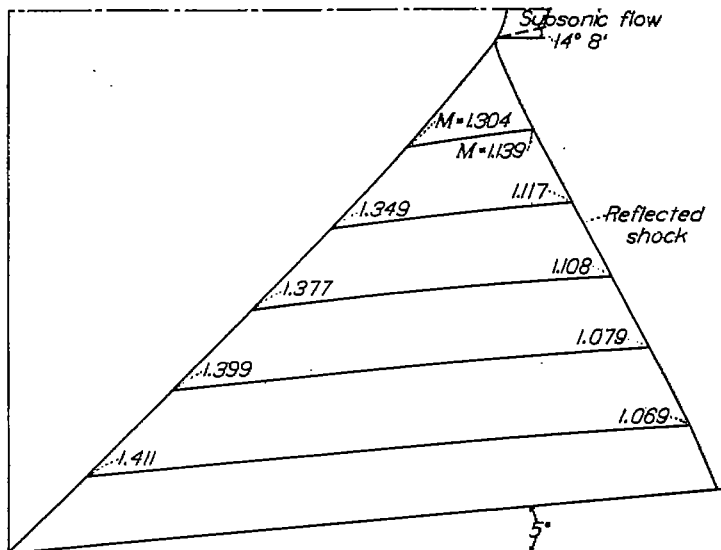 Subsonic flow
14° 8'
M=1.304
M=1.139
1.349
1.117
Reflected
shock
1.377
1.108
1.399
1.079
1.411
1.069
5°